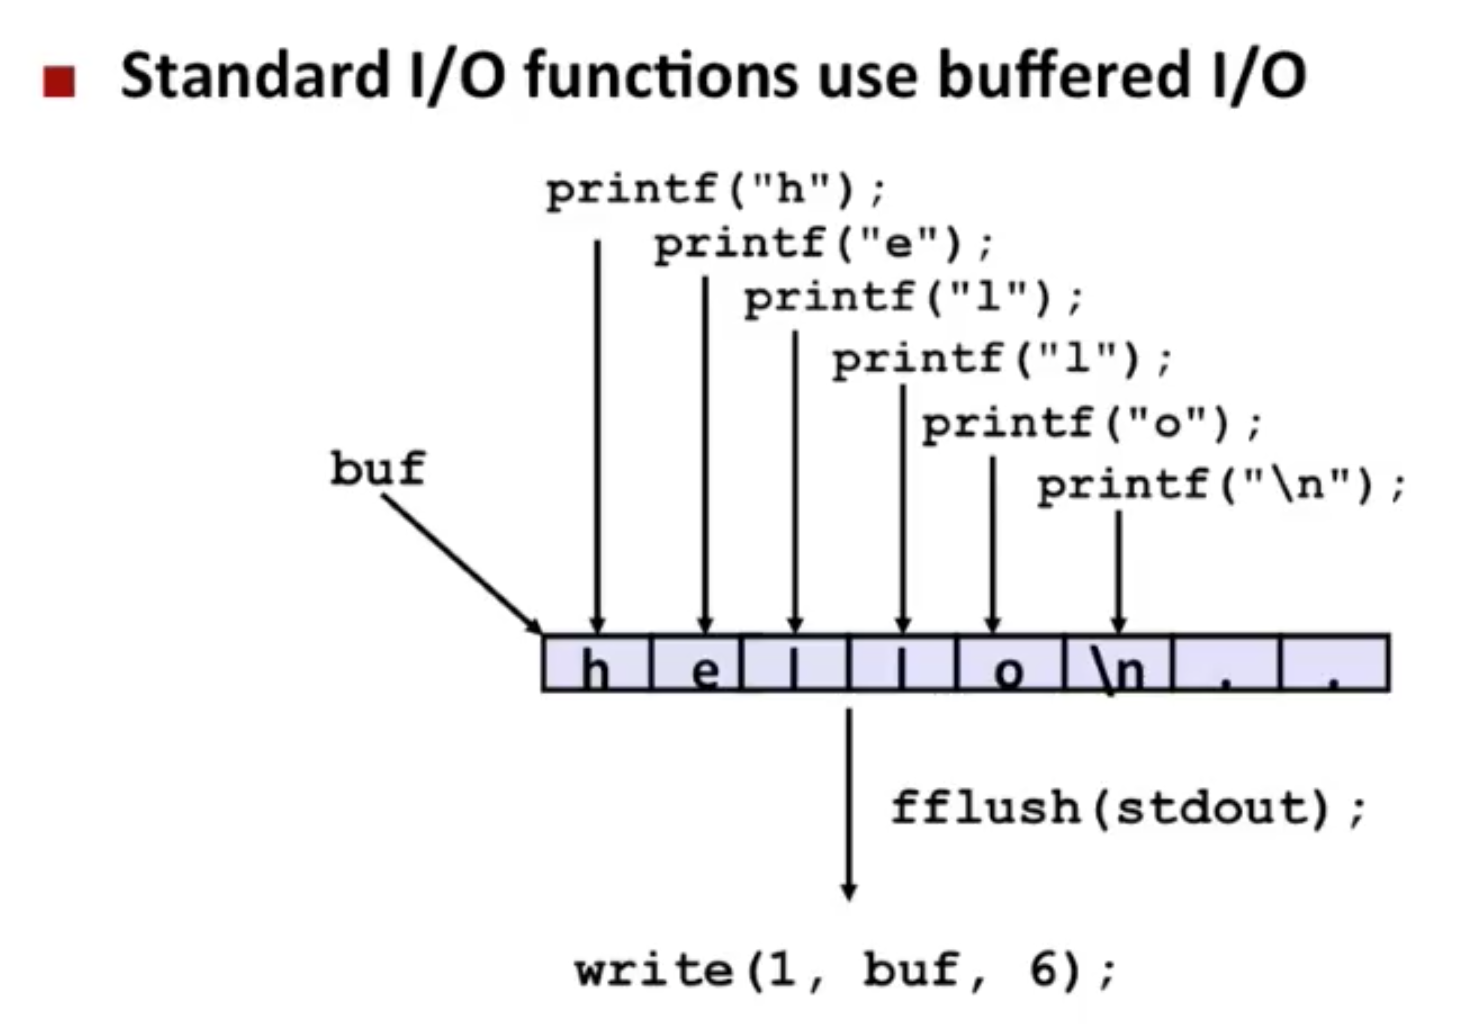 Standard I/O functions use buffered I/O
printf("h");
printf("e");
printf("l");
printf("l");
printf("o");
printf("\n");
buf
h e l l o \n . .
fflush(stdout);
write(1, buf, 6);